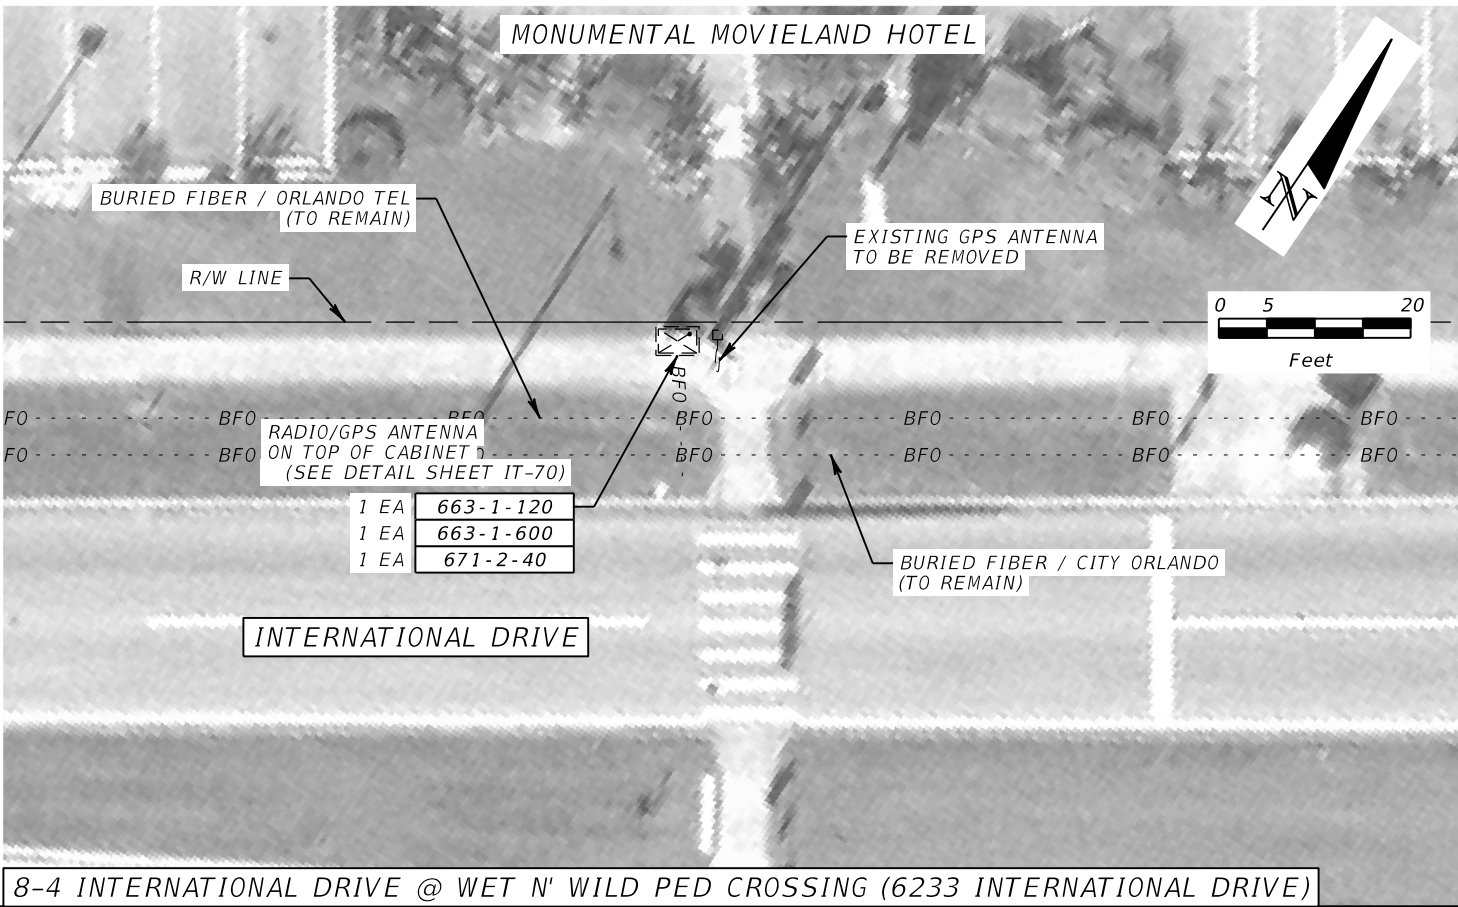 MONUMENTAL MOVIELAND HOTEL
N
BURIED FIBER / ORLANDO TEL
(TO REMAIN)
EXISTING GPS ANTENNA
TO BE REMOVED
R/W LINE
0 5 20
Feet
BFO
FO BFO BFO BFO BFO BFO BFO
FO BFO BFO BFO BFO BFO
RADIO/GPS ANTENNA
ON TOP OF CABINET
(SEE DETAIL SHEET IT-70)
1 EA 663-1-120
1 EA 663-1-600
1 EA 671-2-40
BURIED FIBER / CITY ORLANDO
(TO REMAIN)
INTERNATIONAL DRIVE
8-4 INTERNATIONAL DRIVE @ WET N' WILD PED CROSSING (6233 INTERNATIONAL DRIVE)